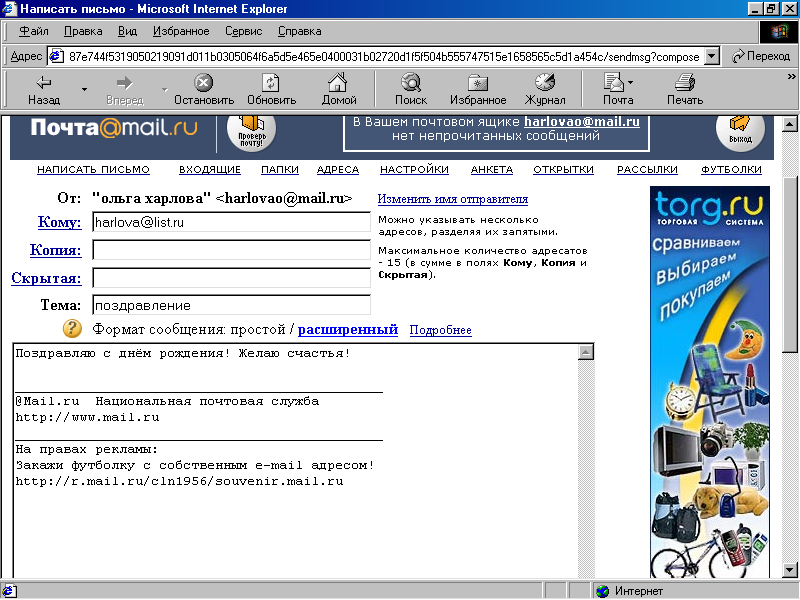 Написать письмо - Microsoft Internet Explorer
Файл Правка Вид Избранное Сервис Справка
Адрес 87e744f5319050219091d011b0305064f6a5d5e465e0400031b02720d1f5f504b555747515e1658565c5d1a454c/sendmsg?compose Переход
Назад Вперед Остановить Обновить Домой Поиск Избранное Журнал Почта Печать
Почта@mail.ru Проверь почту! В Вашем почтовом ящике harlovao@mail.ru Выход
нет непрочитанных сообщений
НАПИСАТЬ ПИСЬМО ВХОДЯЩИЕ ПАПКИ АДРЕСА НАСТРОЙКИ АНКЕТА ОТКРЫТКИ РАССЫЛКИ ФУТБОЛКИ
От: "ольга харлова" <harlovao@mail.ru> Изменить имя отправителя
Кому: harlova@list.ru
Можно указывать несколько
адресов, разделяя их запятыми.
Копия:
Максимальное количество адресатов
- 15 (в сумме в полях Кому, Копия и
Скрытая).
Скрытая:
Тема: поздравление
? Формат сообщения: простой / расширенный Подробнее
Поздравляю с днём рождения! Желаю счастья!
@Mail.ru Национальная почтовая служба
http://www.mail.ru
На правах рекламы:
Закажи футболку с собственным e-mail адресом!
http://r.mail.ru/cln1956/souvenir.mail.ru
torg.ru
ТОРГОВАЯ СИСТЕМА
сравниваем
выбираем
покупаем
Интернет